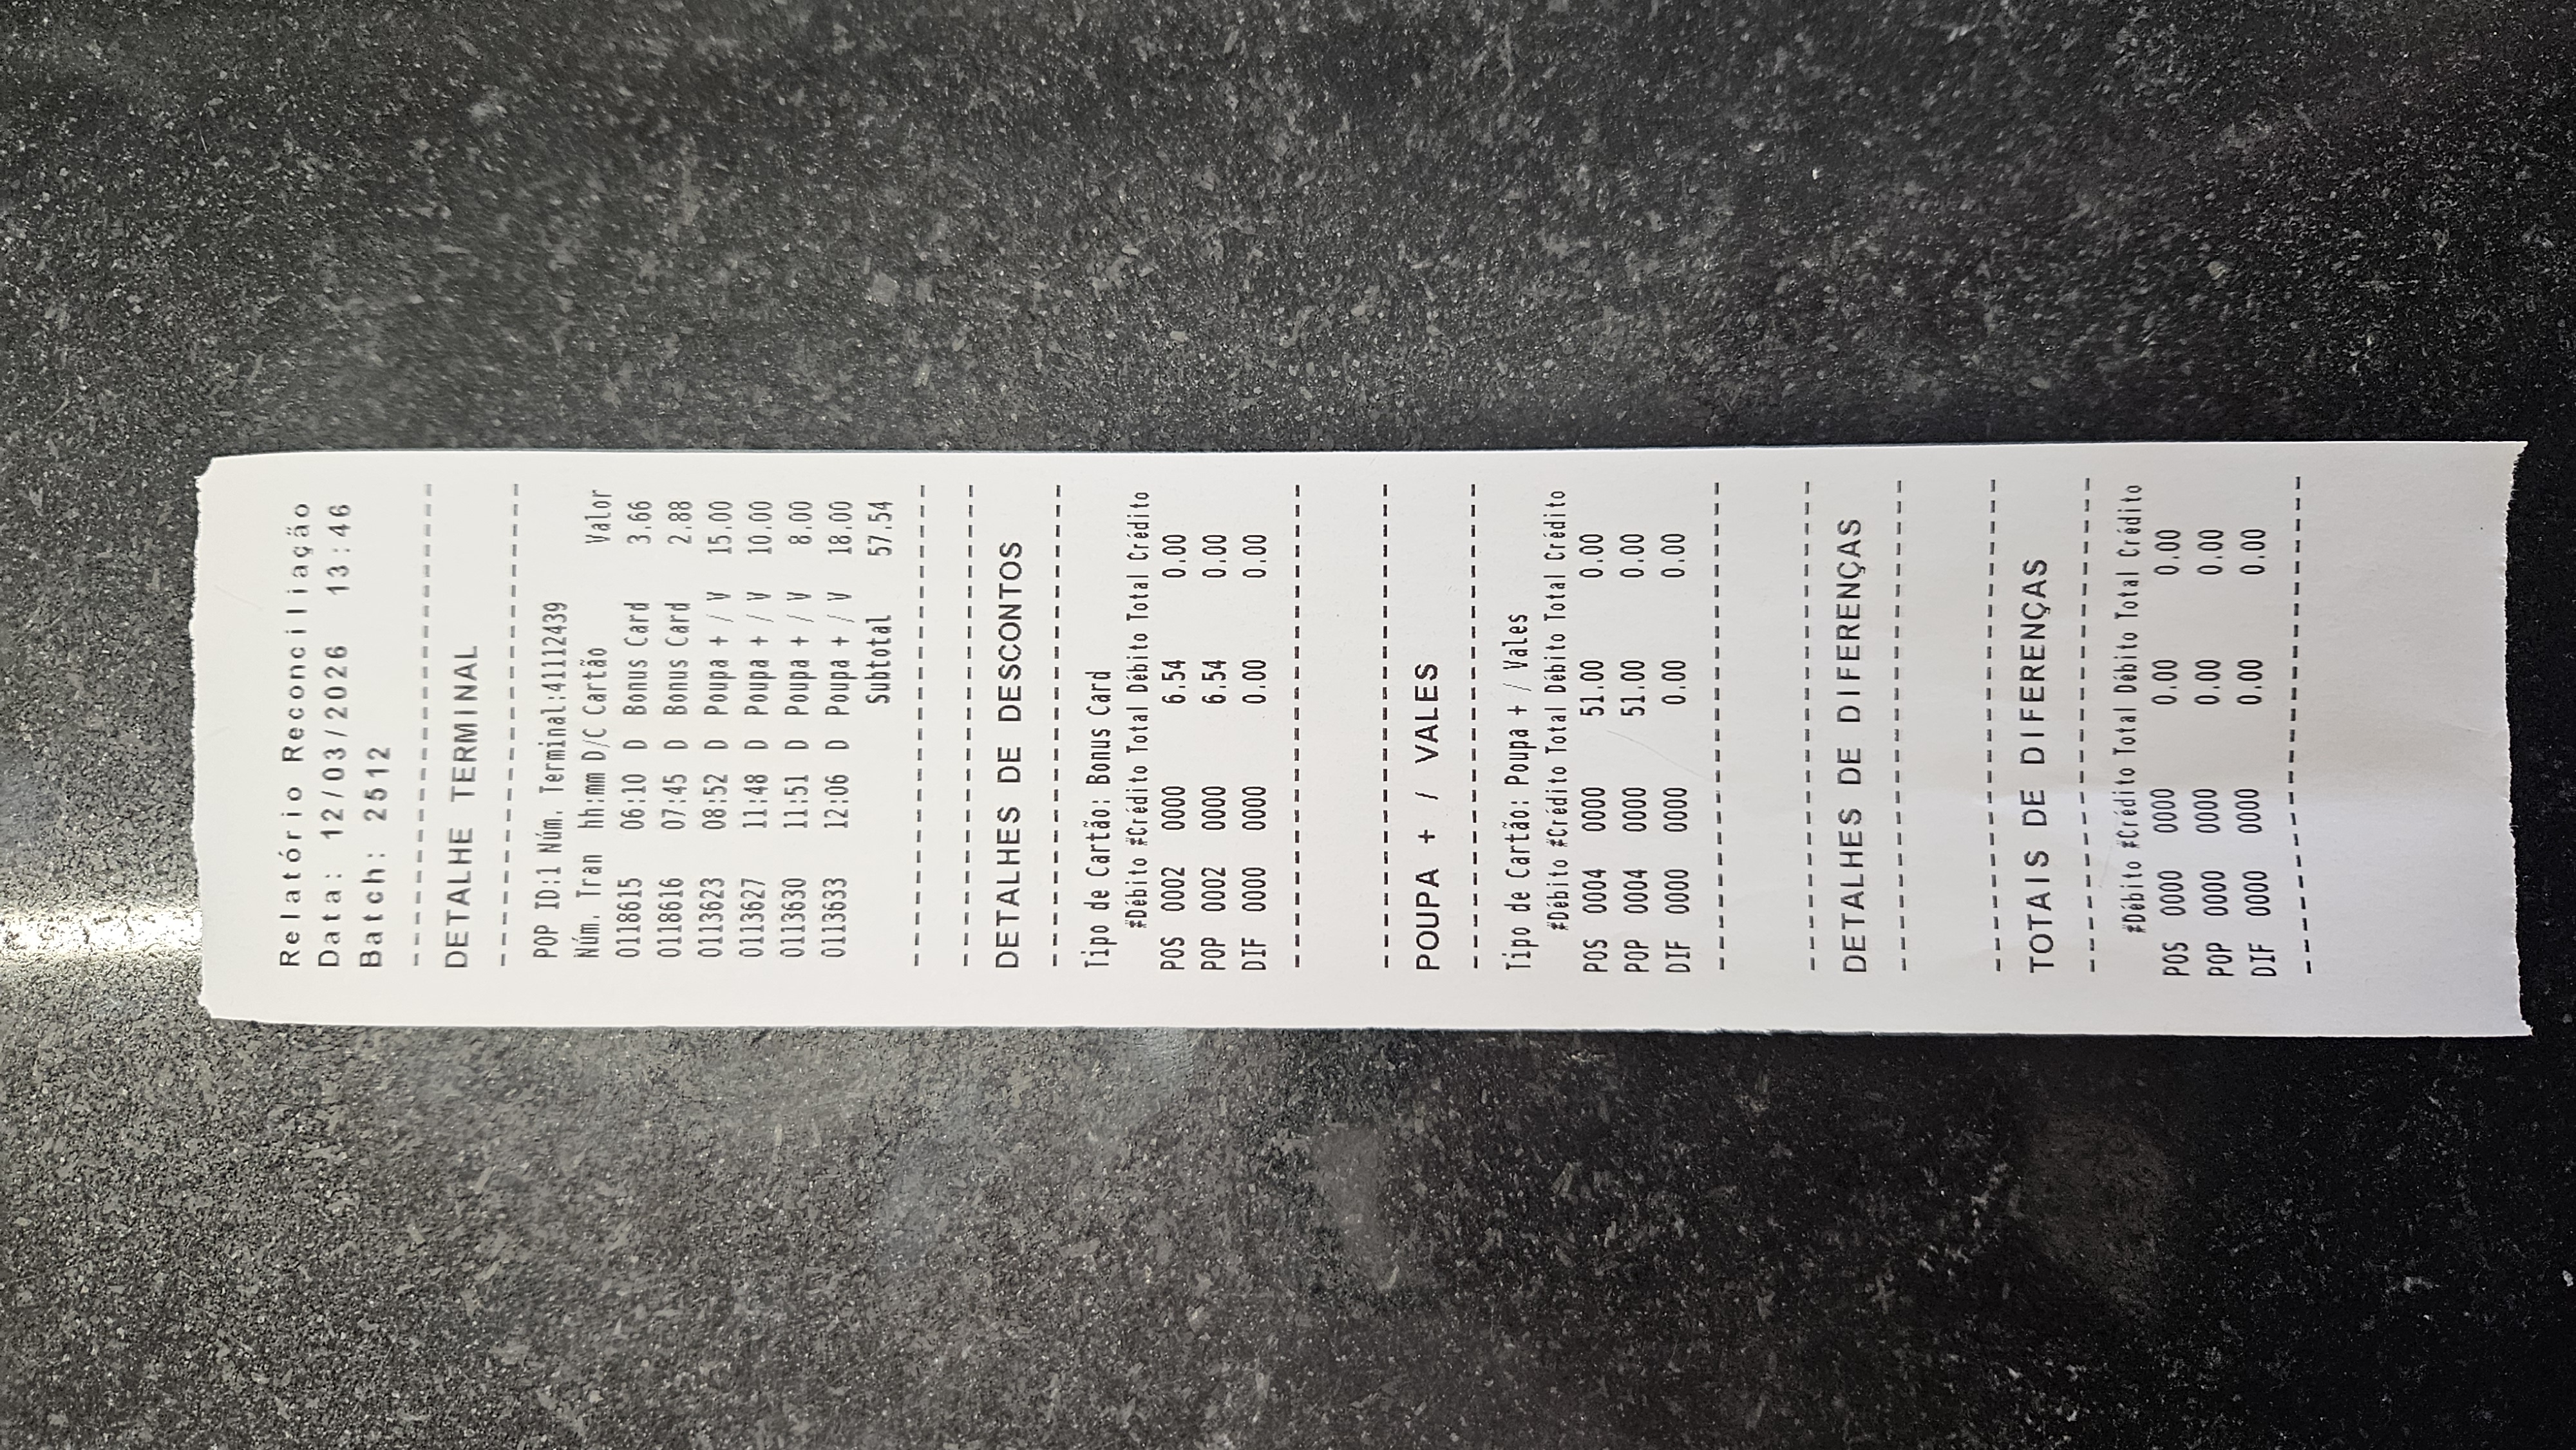 Relatório Reconciliação
Data: 12/03/2026 13:46
Batch: 2512
------------------------
DETALHE TERMINAL
------------------------
POP ID:1 Núm. Terminal:41112439
Núm. Tran hh:mm D/C Cartão Valor
0118615 06:10 D Bonus Card 3.66
0118616 07:45 D Bonus Card 2.88
0113623 08:52 D Poupa + / V 15.00
0113627 11:48 D Poupa + / V 10.00
0113630 11:51 D Poupa + / V 8.00
0113633 12:06 D Poupa + / V 18.00
Subtotal 57.54
------------------------
------------------------
DETALHES DE DESCONTOS
------------------------
Tipo de Cartão: Bonus Card
#Débito #Crédito Total Débito Total Crédito
POS 0002 0000 6.54 0.00
POP 0002 0000 6.54 0.00
DIF 0000 0000 0.00 0.00
------------------------
------------------------
POUPA + / VALES
------------------------
Tipo de Cartão: Poupa + / Vales
#Débito #Crédito Total Débito Total Crédito
POS 0004 0000 51.00 0.00
POP 0004 0000 51.00 0.00
DIF 0000 0000 0.00 0.00
------------------------
------------------------
DETALHES DE DIFERENÇAS
------------------------
------------------------
TOTAIS DE DIFERENÇAS
------------------------
#Débito #Crédito Total Débito Total Crédito
POS 0000 0000 0.00 0.00
POP 0000 0000 0.00 0.00
DIF 0000 0000 0.00 0.00
------------------------